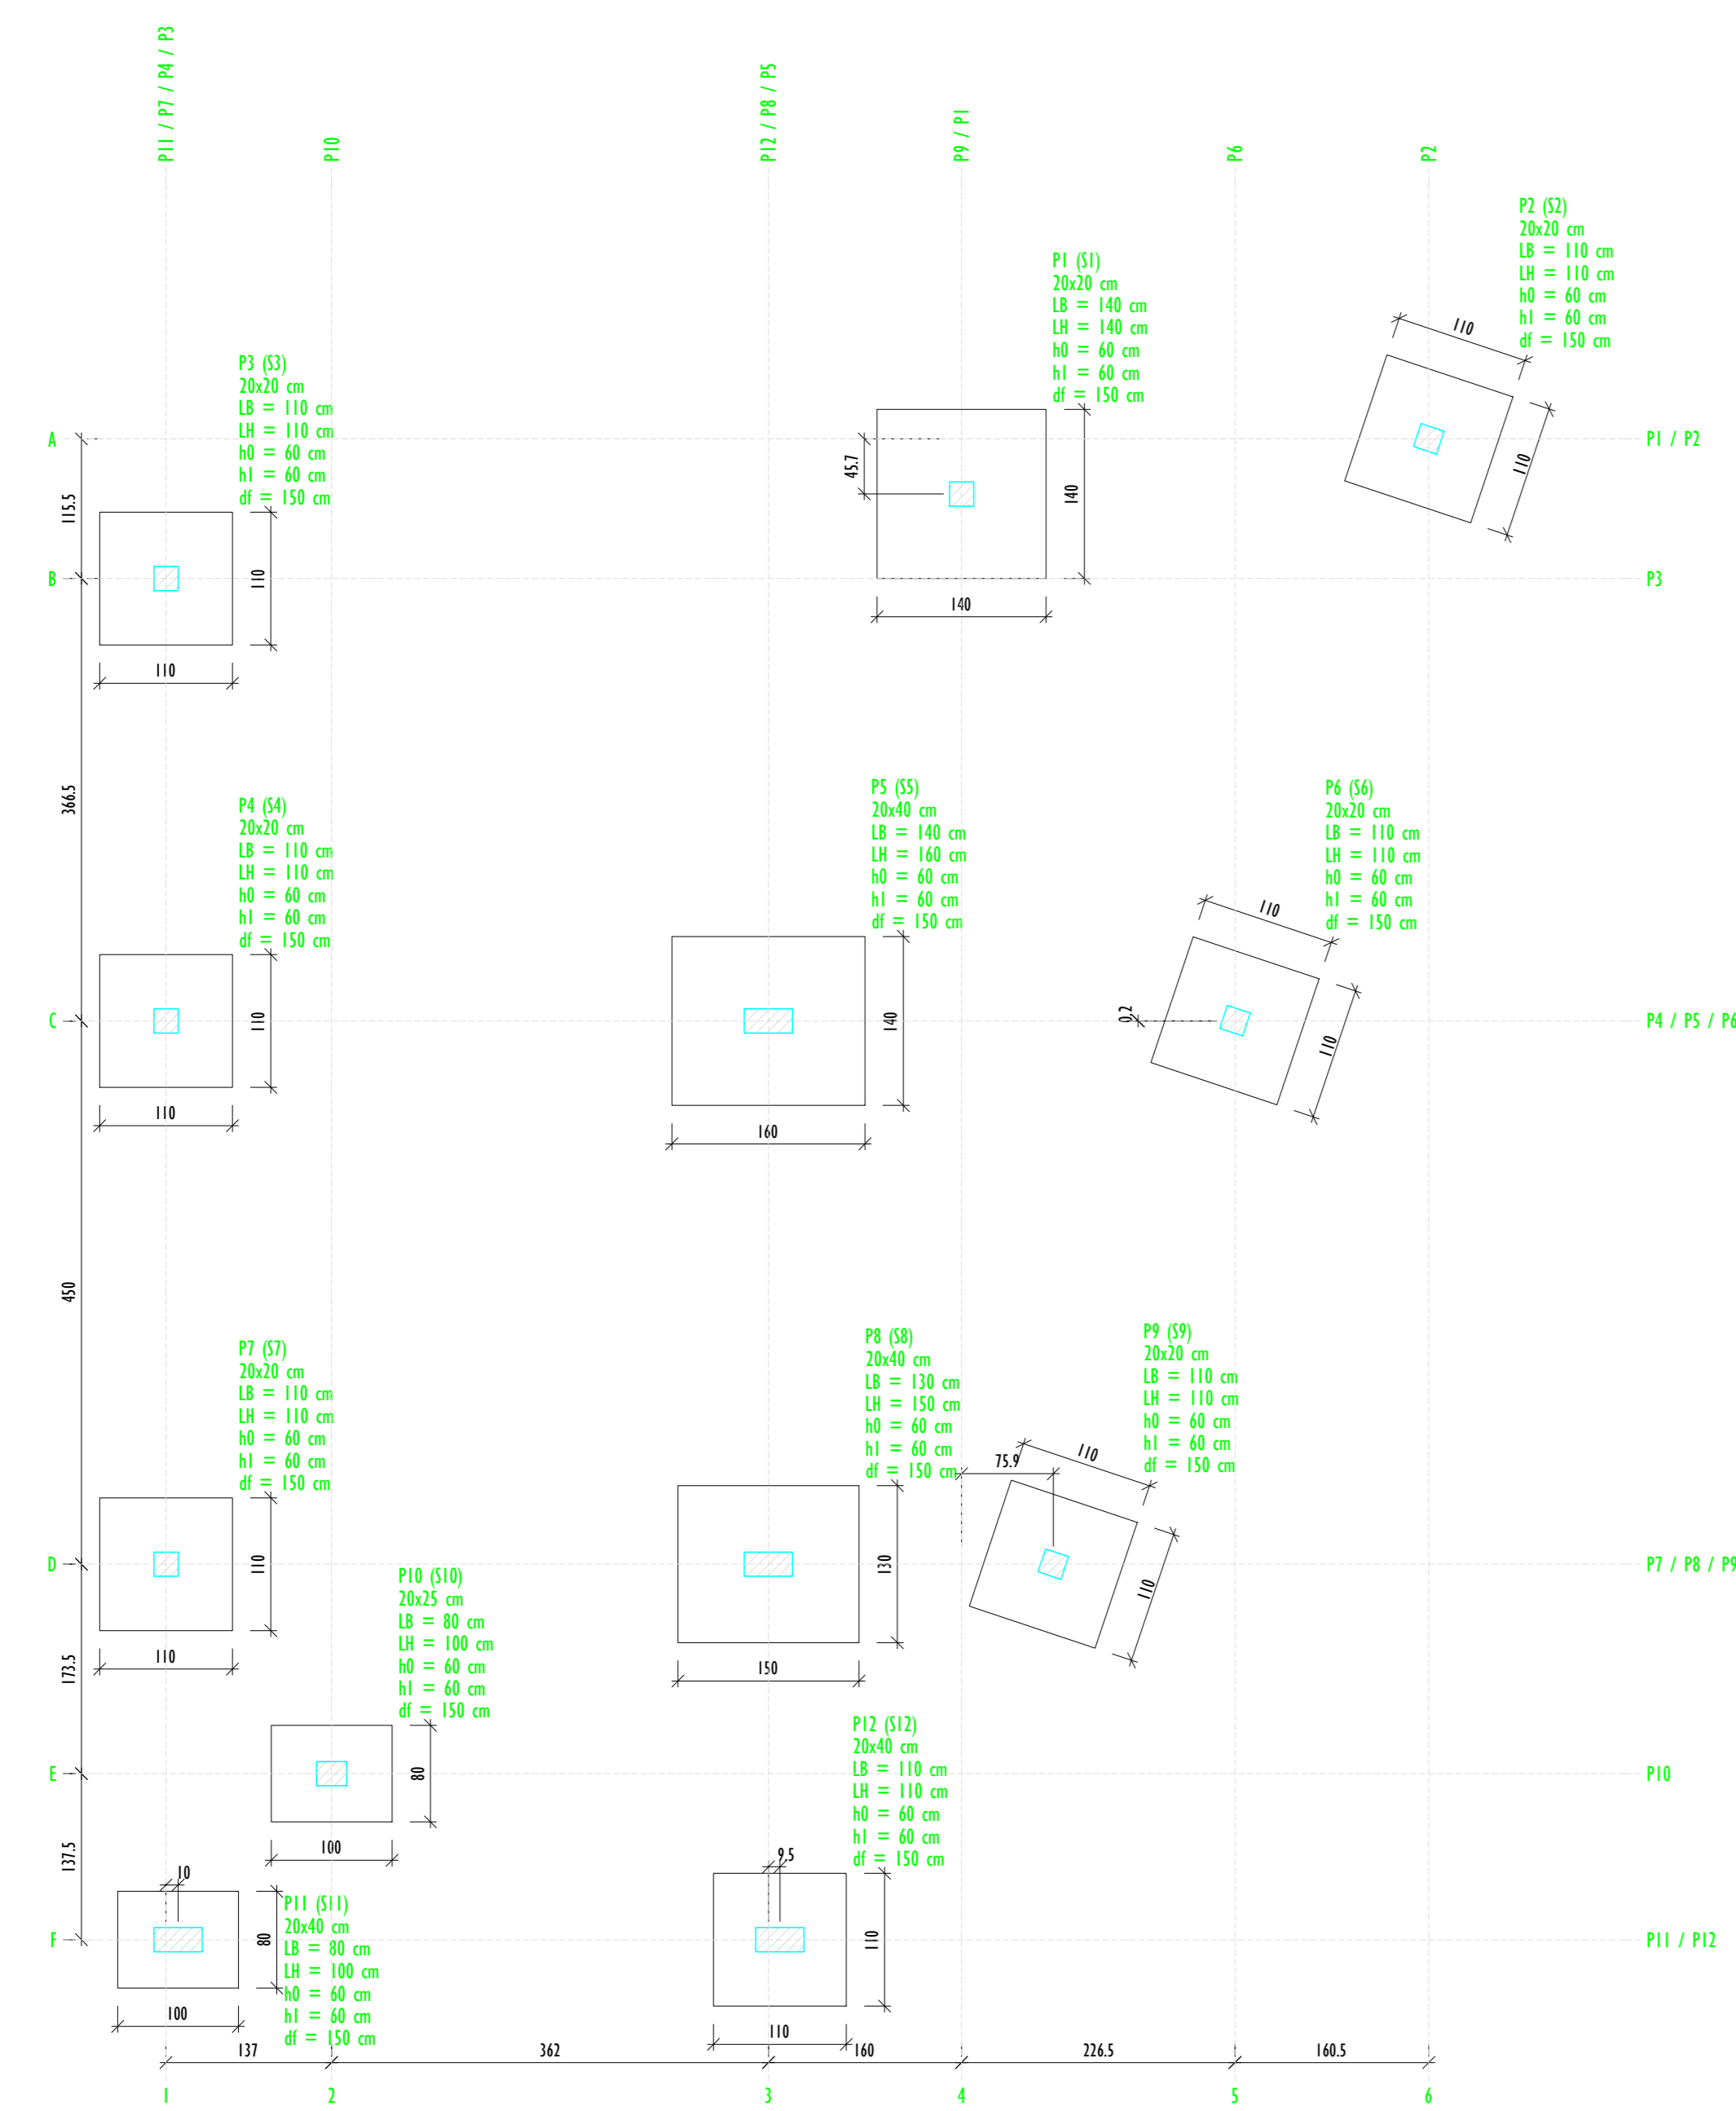 P11 / P7 / P4 / P3
P10
P12 / P8 / P5
P9 / P1
P6
P2
P2 (S2)
20x20 cm
LB = 110 cm
LH = 110 cm
h0 = 60 cm
h1 = 60 cm
df = 150 cm
110
110
P1 (S1)
20x20 cm
LB = 140 cm
LH = 140 cm
h0 = 60 cm
h1 = 60 cm
df = 150 cm
45.7
140
140
P3 (S3)
20x20 cm
LB = 110 cm
LH = 110 cm
h0 = 60 cm
h1 = 60 cm
df = 150 cm
110
110
A
P1 / P2
115.5
B
P3
366.5
P4 (S4)
20x20 cm
LB = 110 cm
LH = 110 cm
h0 = 60 cm
h1 = 60 cm
df = 150 cm
110
110
P5 (S5)
20x40 cm
LB = 140 cm
LH = 160 cm
h0 = 60 cm
h1 = 60 cm
df = 150 cm
140
160
P6 (S6)
20x20 cm
LB = 110 cm
LH = 110 cm
h0 = 60 cm
h1 = 60 cm
df = 150 cm
110
110
0.2
C
P4 / P5 / P6
450
P7 (S7)
20x20 cm
LB = 110 cm
LH = 110 cm
h0 = 60 cm
h1 = 60 cm
df = 150 cm
110
110
P8 (S8)
20x40 cm
LB = 130 cm
LH = 150 cm
h0 = 60 cm
h1 = 60 cm
df = 150 cm
130
150
P9 (S9)
20x20 cm
LB = 110 cm
LH = 110 cm
h0 = 60 cm
h1 = 60 cm
df = 150 cm
75.9
110
110
D
P7 / P8 / P9
173.5
P10 (S10)
20x25 cm
LB = 80 cm
LH = 100 cm
h0 = 60 cm
h1 = 60 cm
df = 150 cm
80
100
E
P10
137.5
P12 (S12)
20x40 cm
LB = 110 cm
LH = 110 cm
h0 = 60 cm
h1 = 60 cm
df = 150 cm
9.5
110
110
10
P11 (S11)
20x40 cm
LB = 80 cm
LH = 100 cm
h0 = 60 cm
h1 = 60 cm
df = 150 cm
80
100
F
P11 / P12
137
362
160
226.5
160.5
1
2
3
4
5
6